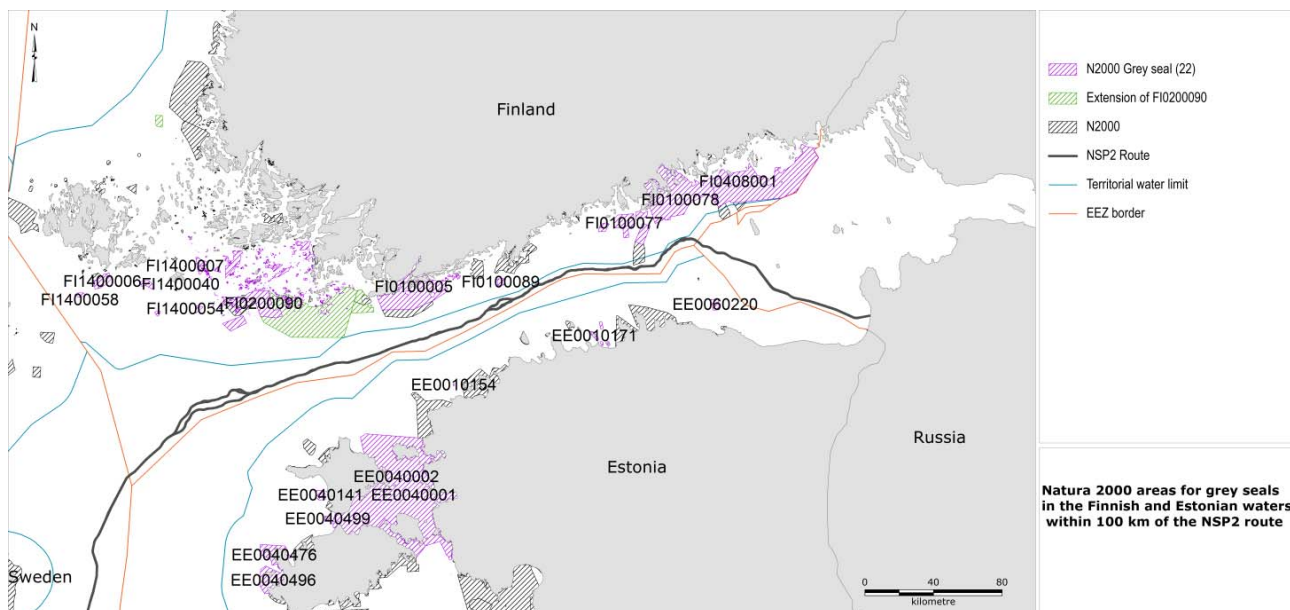 N
Finland
FI0408001
FI0100078
FI0100077
FI1400007
FI1400006
FI1400040
FI1400058
FI1400054
FI0200090
FI0100005
FI0100089
EE0060220
EE0010171
EE0010154
Russia
Estonia
EE0040002
EE0040141
EE0040001
EE0040499
EE0040476
EE0040496
Sweden
0 40 80
kilometre
N2000 Grey seal (22)
Extension of FI0200090
N2000
NSP2 Route
Territorial water limit
EEZ border
Natura 2000 areas for grey seals
in the Finnish and Estonian waters
within 100 km of the NSP2 route